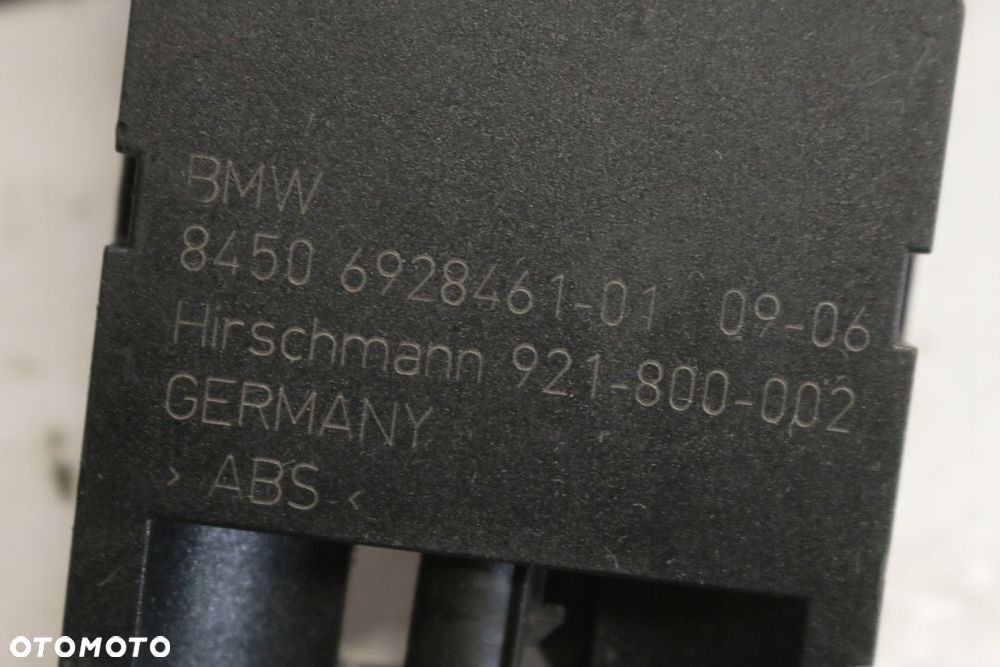 BMW
8450 6928461-01 09-06
Hirschmann 921-800-002
GERMANY
> ABS <
OTOMOTO